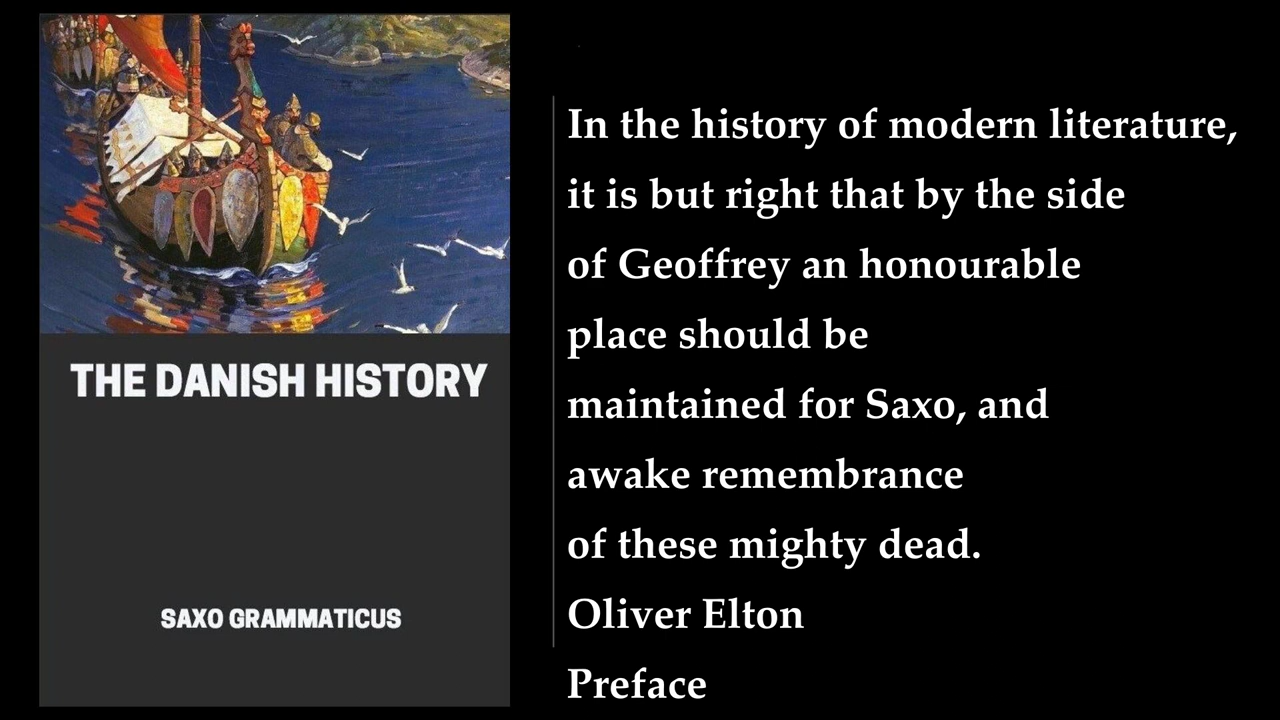 THE DANISH HISTORY
SAXO GRAMMATICUS
In the history of modern literature,
it is but right that by the side
of Geoffrey an honourable
place should be
maintained for Saxo, and
awake remembrance
of these mighty dead.
Oliver Elton
Preface